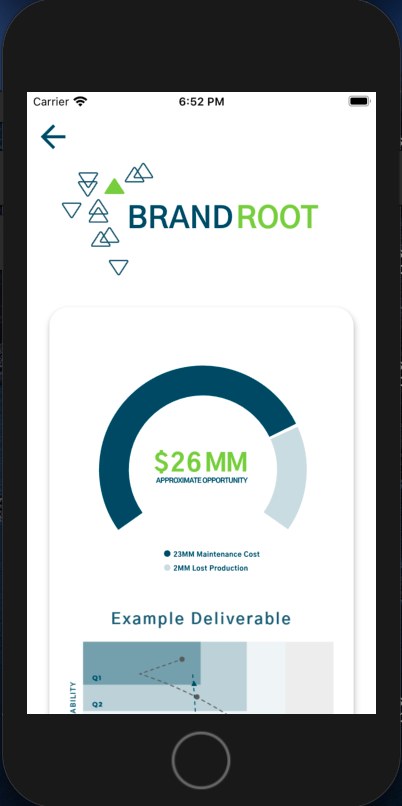 Carrier 6:52 PM
BRANDROOT
$26 MM
APPROXIMATE OPPORTUNITY
23MM Maintenance Cost
2MM Lost Production
Example Deliverable
Q1
Q2
ABILITY